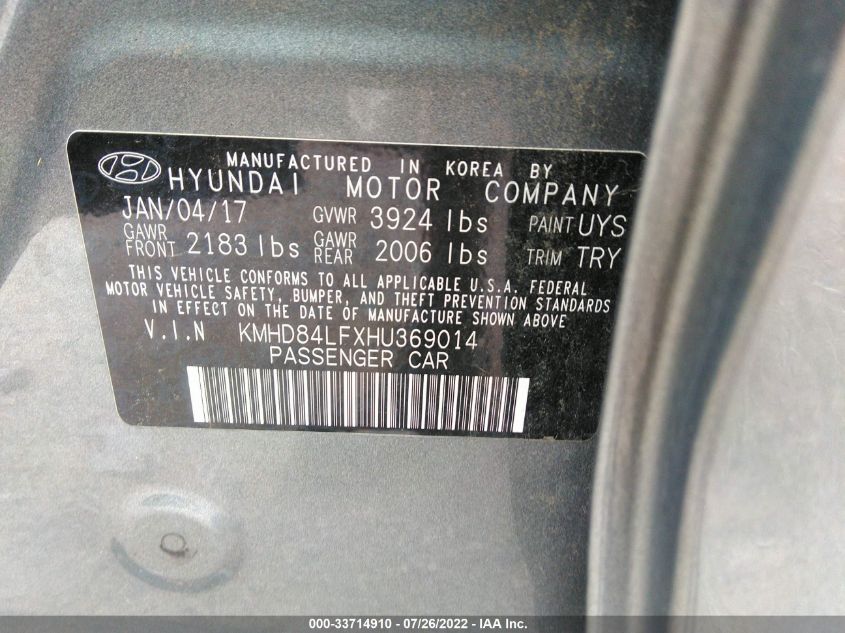 MANUFACTURED IN KOREA BY
HYUNDAI MOTOR COMPANY
JAN/04/17 GVWR 3924 lbs PAINT UYS
GAWR FRONT 2183 lbs GAWR REAR 2006 lbs TRIM TRY
THIS VEHICLE CONFORMS TO ALL APPLICABLE U.S.A. FEDERAL
MOTOR VEHICLE SAFETY, BUMPER, AND THEFT PREVENTION STANDARDS
IN EFFECT ON THE DATE OF MANUFACTURE SHOWN ABOVE
V.I.N KMHD84LFXHU369014
PASSENGER CAR
000-33714910 - 07/26/2022 - IAA Inc.